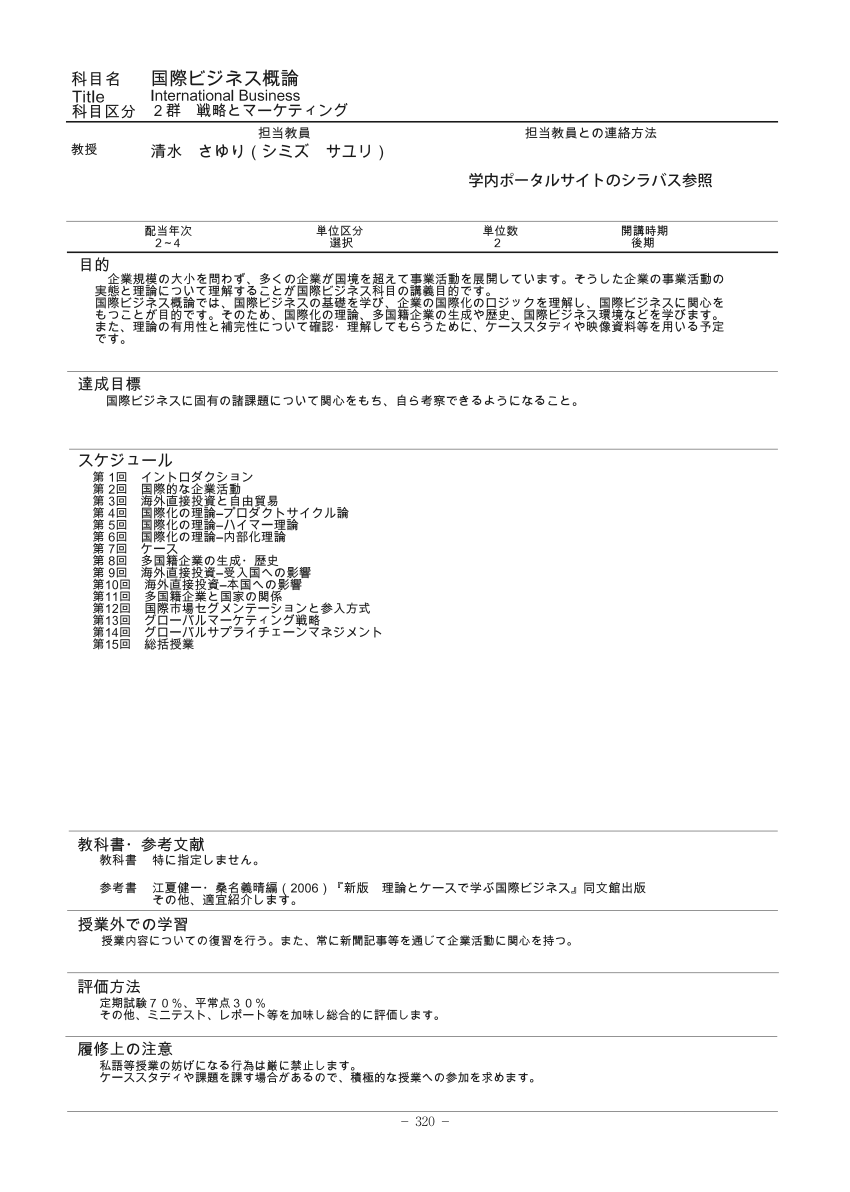 科目名　国際ビジネス概論
Title　International Business
科目区分　２群　戦略とマーケティング
担当教員　担当教員との連絡方法
教授　清水　さゆり（シミズ　サユリ）
学内ポータルサイトのシラバス参照
配当年次　単位区分　単位数　開講時期
２~４　選択　２　後期
目的
企業規模の大小を問わず、多くの企業が国境を超えて事業活動を展開しています。そうした企業の事業活動の
実態と理論について理解することが国際ビジネス科目の講義目的です。
国際ビジネス概論では、国際ビジネスの基礎を学び、企業の国際化のロジックを理解し、国際ビジネスに関心を
もつことが目的です。そのため、国際化の理論、多国籍企業の生成や歴史、国際ビジネス環境などを学びます。
また、理論の有用性と補完性について確認・理解してもらうために、ケーススタディや映像資料等を用いる予定
です。
達成目標
国際ビジネスに固有の諸課題について関心をもち、自ら考察できるようになること。
スケジュール
第 1回　イントロダクション
第 2回　国際的な企業活動
第 3回　海外直接投資と自由貿易
第 4回　国際化の理論–プロダクトサイクル論
第 5回　国際化の理論–ハイマー理論
第 6回　国際化の理論–内部化理論
第 7回　ケース
第 8回　多国籍企業の生成・歴史
第 9回　海外直接投資–受入国への影響
第10回　海外直接投資–本国への影響
第11回　多国籍企業と国家の関係
第12回　国際市場セグメンテーションと参入方式
第13回　グローバルマーケティング戦略
第14回　グローバルサプライチェーンマネジメント
第15回　総括授業
教科書・参考文献
教科書　特に指定しません。
参考書　江夏健一・桑名義晴編（2006）『新版　理論とケースで学ぶ国際ビジネス』同文館出版
その他、適宜紹介します。
授業外での学習
授業内容についての復習を行う。また、常に新聞記事等を通じて企業活動に関心を持つ。
評価方法
定期試験７０％、平常点３０％
その他、ミニテスト、レポート等を加味し総合的に評価します。
履修上の注意
私語等授業の妨げになる行為は厳に禁止します。
ケーススタディや課題を課す場合があるので、積極的な授業への参加を求めます。
－ 320 －